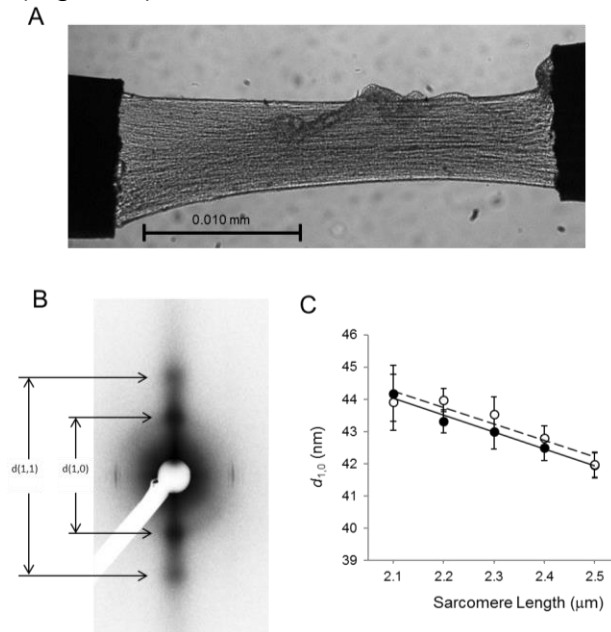 A
0.010 mm
B
d(1,1)
d(1,0)
C
46
45
44
43
42
41
40
39
d1,0 (nm)
2.1 2.2 2.3 2.4 2.5
Sarcomere Length (μm)